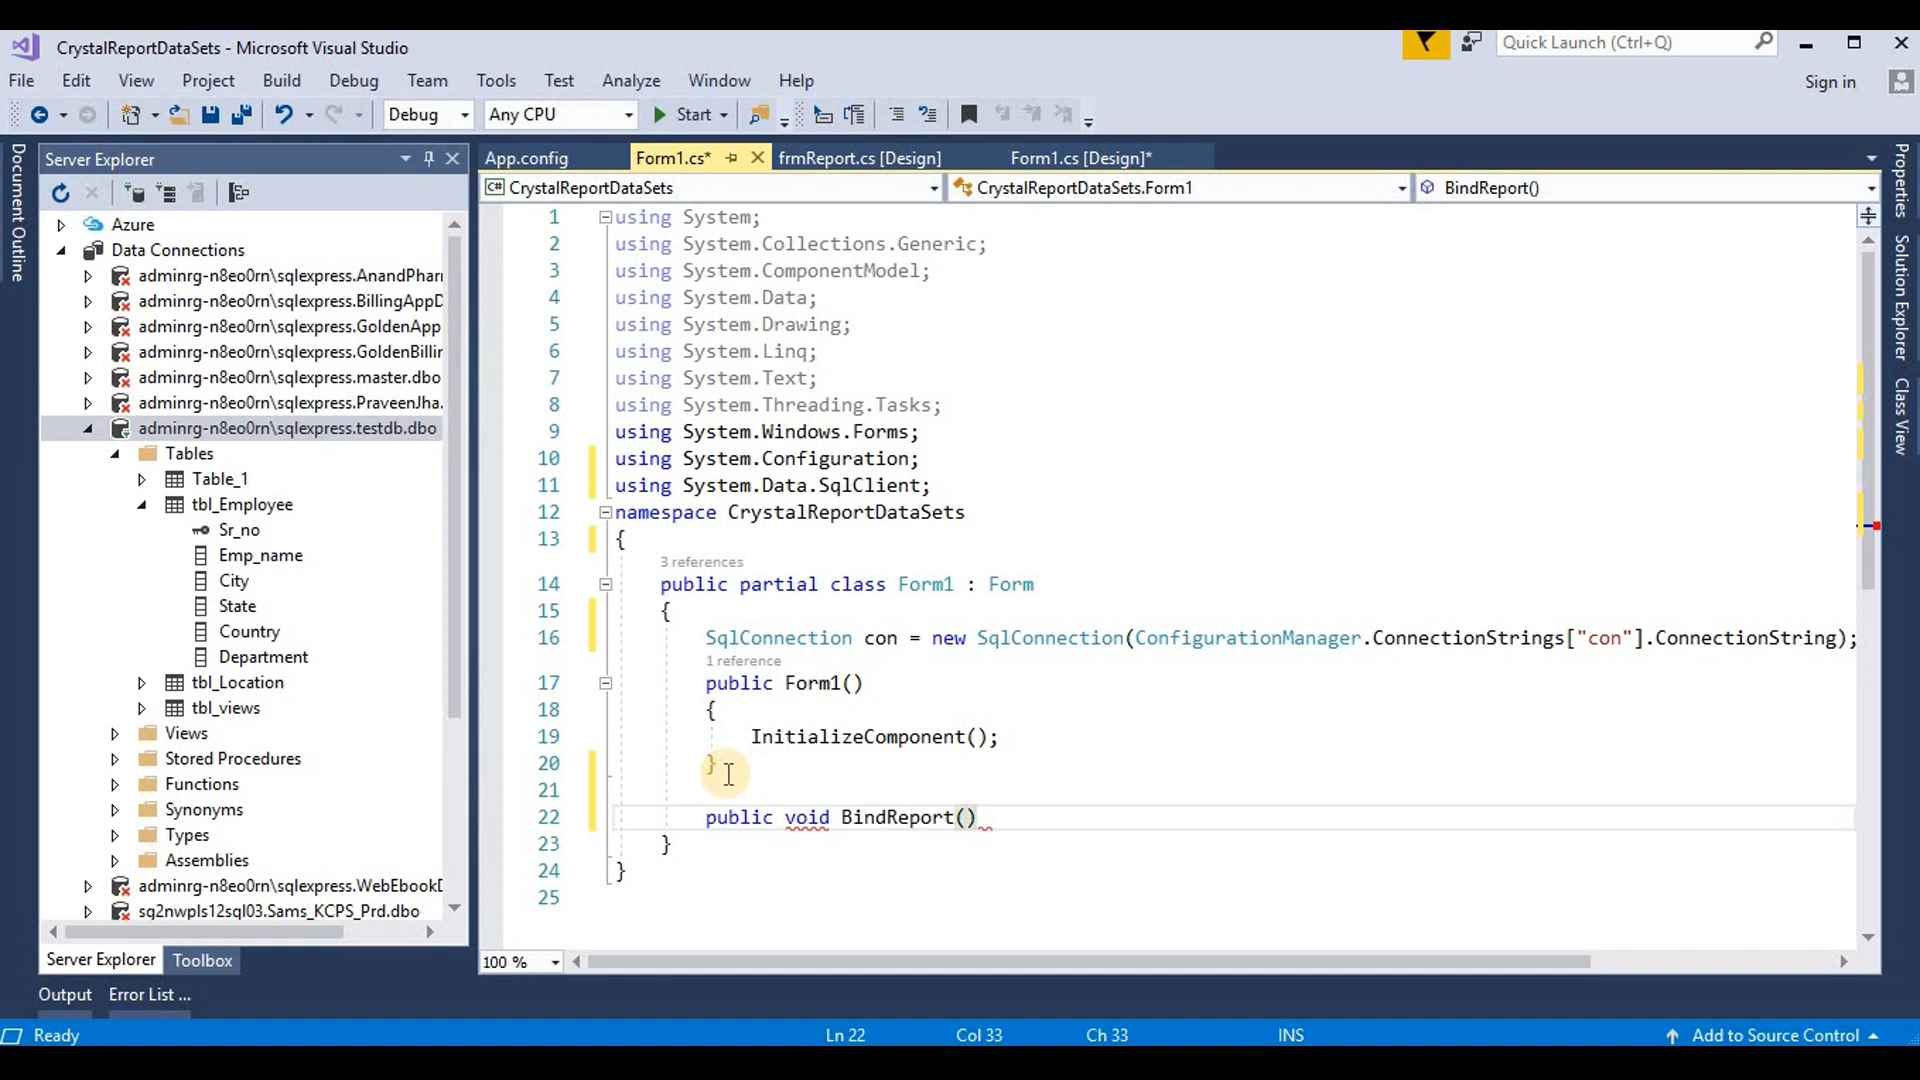 CrystalReportDataSets - Microsoft Visual Studio
Quick Launch (Ctrl+Q)
File Edit View Project Build Debug Team Tools Test Analyze Window Help
Sign in
Debug Any CPU Start
Document Outline
Server Explorer
Azure
Data Connections
adminrg-n8eo0rn\sqlexpress.AnandPharr
adminrg-n8eo0rn\sqlexpress.BillingAppD
adminrg-n8eo0rn\sqlexpress.GoldenApp
adminrg-n8eo0rn\sqlexpress.GoldenBillir
adminrg-n8eo0rn\sqlexpress.master.dbo
adminrg-n8eo0rn\sqlexpress.PraveenJha.
adminrg-n8eo0rn\sqlexpress.testdb.dbo
Tables
Table_1
tbl_Employee
Sr_no
Emp_name
City
State
Country
Department
tbl_Location
tbl_views
Views
Stored Procedures
Functions
Synonyms
Types
Assemblies
adminrg-n8eo0rn\sqlexpress.WebEbookD
sq2nwpls12sql03.Sams_KCPS_Prd.dbo
Server Explorer Toolbox
App.config Form1.cs* frmReport.cs [Design] Form1.cs [Design]*
C# CrystalReportDataSets CrystalReportDataSets.Form1 BindReport()
1 using System;
2 using System.Collections.Generic;
3 using System.ComponentModel;
4 using System.Data;
5 using System.Drawing;
6 using System.Linq;
7 using System.Text;
8 using System.Threading.Tasks;
9 using System.Windows.Forms;
10 using System.Configuration;
11 using System.Data.SqlClient;
12 namespace CrystalReportDataSets
13 {
3 references
14 public partial class Form1 : Form
15 {
16 SqlConnection con = new SqlConnection(ConfigurationManager.ConnectionStrings["con"].ConnectionString);
1 reference
17 public Form1()
18 {
19 InitializeComponent();
20 }
21
22 public void BindReport()
23 }
24 }
25
100 %
Properties
Solution Explorer
Class View
Output Error List ...
Ready Ln 22 Col 33 Ch 33 INS Add to Source Control